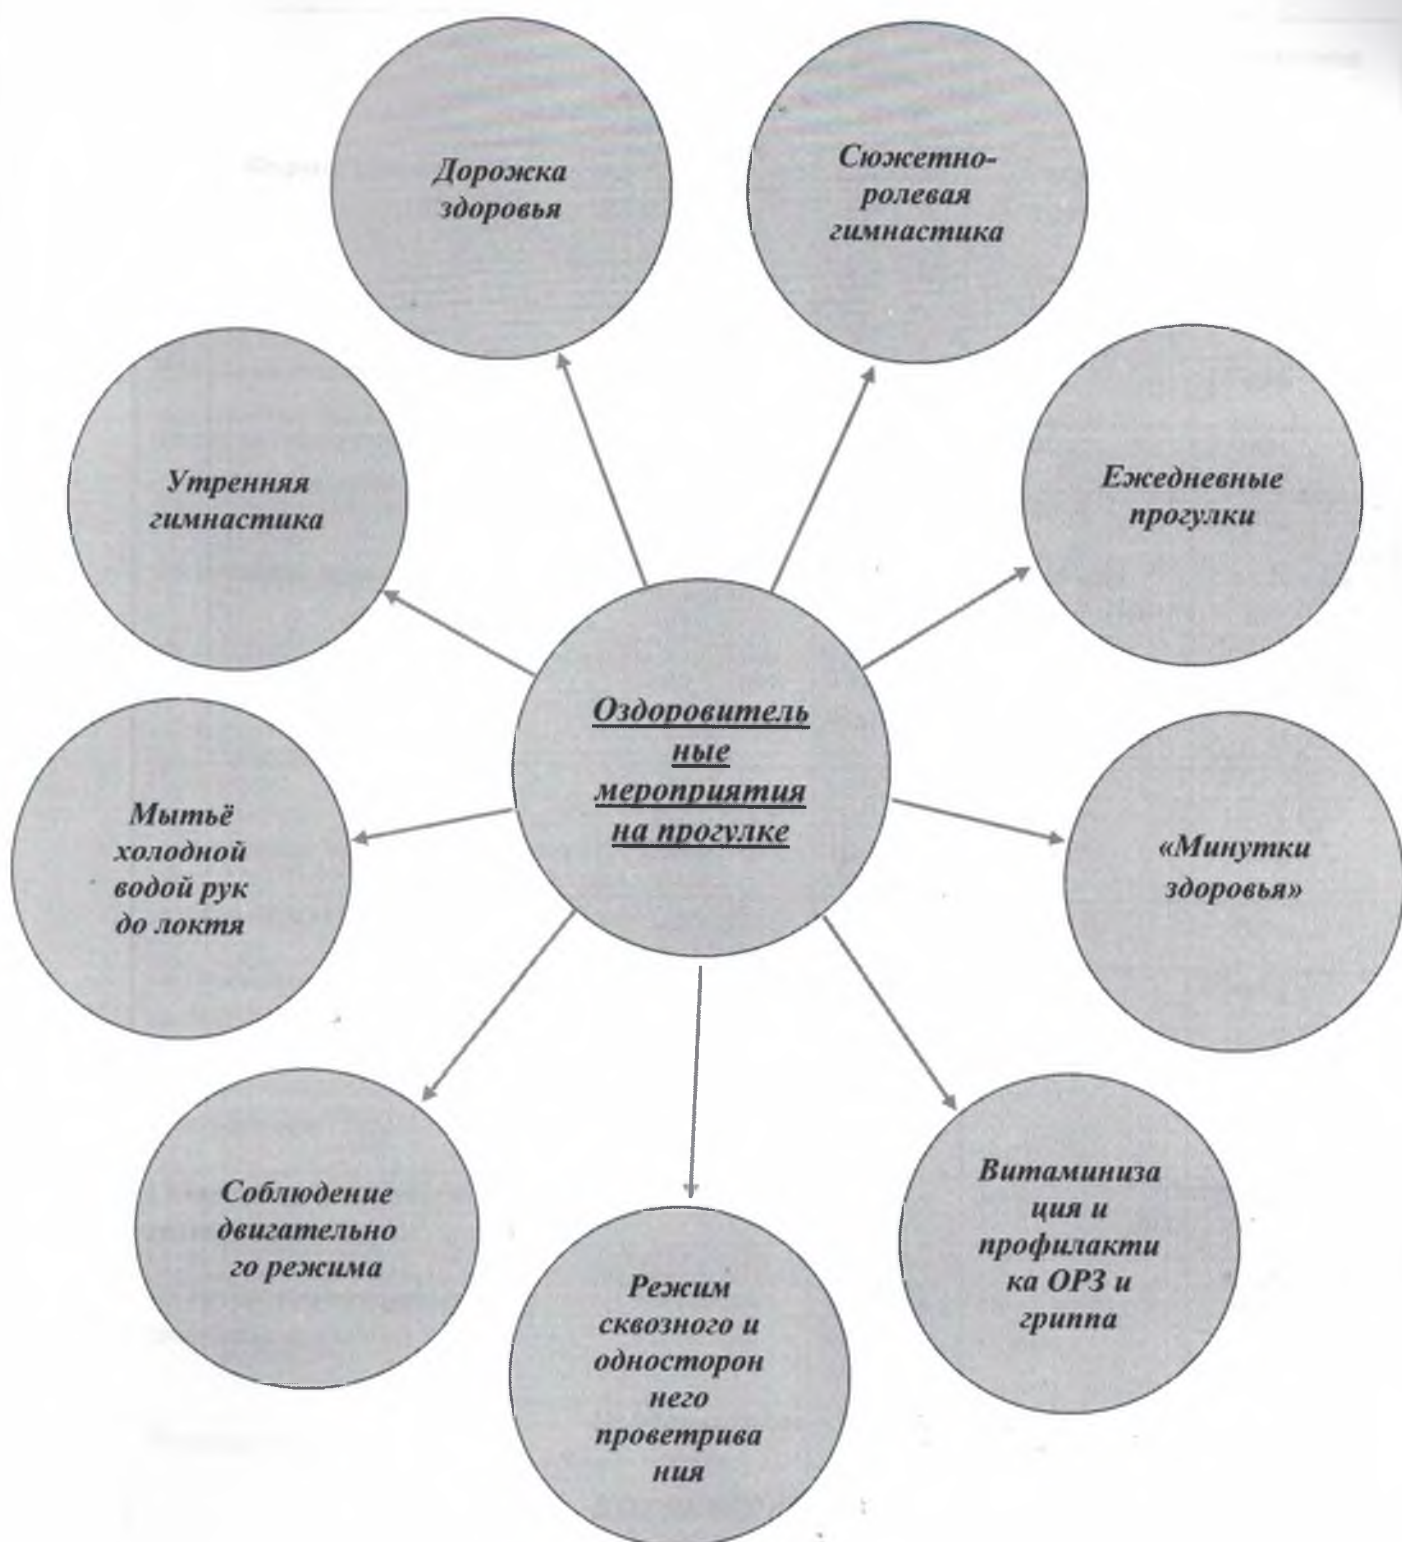 Дорожка
здоровья
Сюжетно-
ролевая
гимнастика
Утренняя
гимнастика
Ежедневные
прогулки
Оздоровитель
ные
мероприятия
на прогулке
Мытьё
холодной
водой рук
до локтя
«Минутки
здоровья»
Соблюдение
двигательно
го режима
Режим
сквозного и
односторон
него
проветрива
ния
Витаминиза
ция и
профилакти
ка ОРЗ и
гриппа